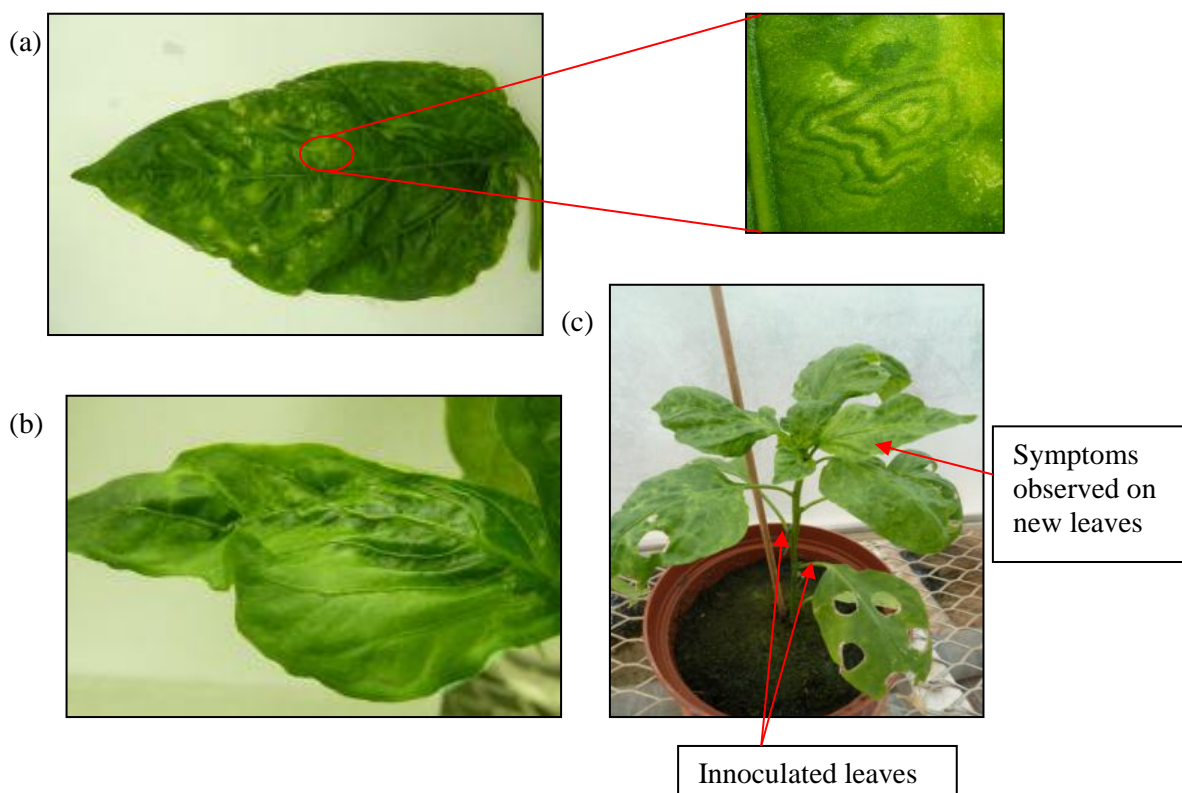 (a)
(c)
(b)
Symptoms
observed on
new leaves
Innoculated leaves